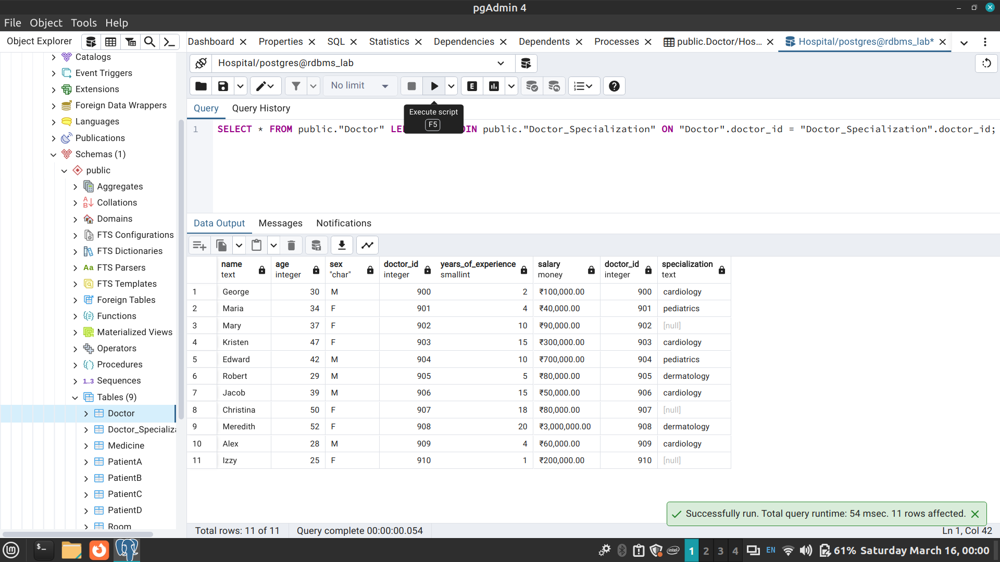 pgAdmin 4
File Object Tools Help
Object Explorer
Dashboard Properties SQL Statistics Dependencies Dependents Processes public.Doctor/Hos... Hospital/postgres@rdbms_lab*
Catalogs
Event Triggers
Extensions
Foreign Data Wrappers
Languages
Publications
Schemas (1)
public
Aggregates
Collations
Domains
FTS Configurations
FTS Dictionaries
Aa FTS Parsers
FTS Templates
Foreign Tables
Functions
Materialized Views
Operators
Procedures
1..3 Sequences
Tables (9)
Doctor
Doctor_Specializa
Medicine
PatientA
PatientB
PatientC
PatientD
Room
Hospital/postgres@rdbms_lab
No limit
E
Query Query History
Execute script
F5
1 SELECT * FROM public."Doctor" LE OIN public."Doctor_Specialization" ON "Doctor".doctor_id = "Doctor_Specialization".doctor_id;
Data Output Messages Notifications
name age sex doctor_id years_of_experience salary doctor_id specialization
text integer "char" integer smallint money integer text
1 George 30 M 900 2 ₹100,000.00 900 cardiology
2 Maria 34 F 901 4 ₹40,000.00 901 pediatrics
3 Mary 37 F 902 10 ₹90,000.00 902 [null]
4 Kristen 47 F 903 15 ₹300,000.00 903 cardiology
5 Edward 42 M 904 10 ₹700,000.00 904 pediatrics
6 Robert 29 M 905 5 ₹80,000.00 905 dermatology
7 Jacob 39 M 906 15 ₹50,000.00 906 cardiology
8 Christina 50 F 907 18 ₹80,000.00 907 [null]
9 Meredith 52 F 908 20 ₹3,000,000.00 908 dermatology
10 Alex 28 M 909 4 ₹60,000.00 909 cardiology
11 Izzy 25 F 910 1 ₹200,000.00 910 [null]
Successfully run. Total query runtime: 54 msec. 11 rows affected.
Total rows: 11 of 11 Query complete 00:00:00.054 Ln 1, Col 42
intel 1 2 3 4 EN 61% Saturday March 16, 00:00